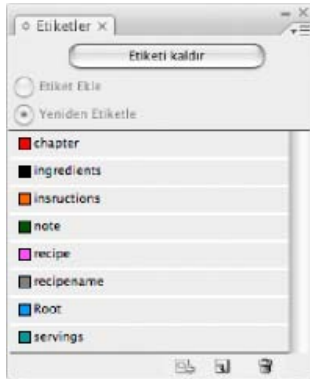 Etiketler
Etiketi kaldır
Etiket Ekle
Yeniden Etiketle
chapter
ingredients
insructions
note
recipe
recipename
Root
servings